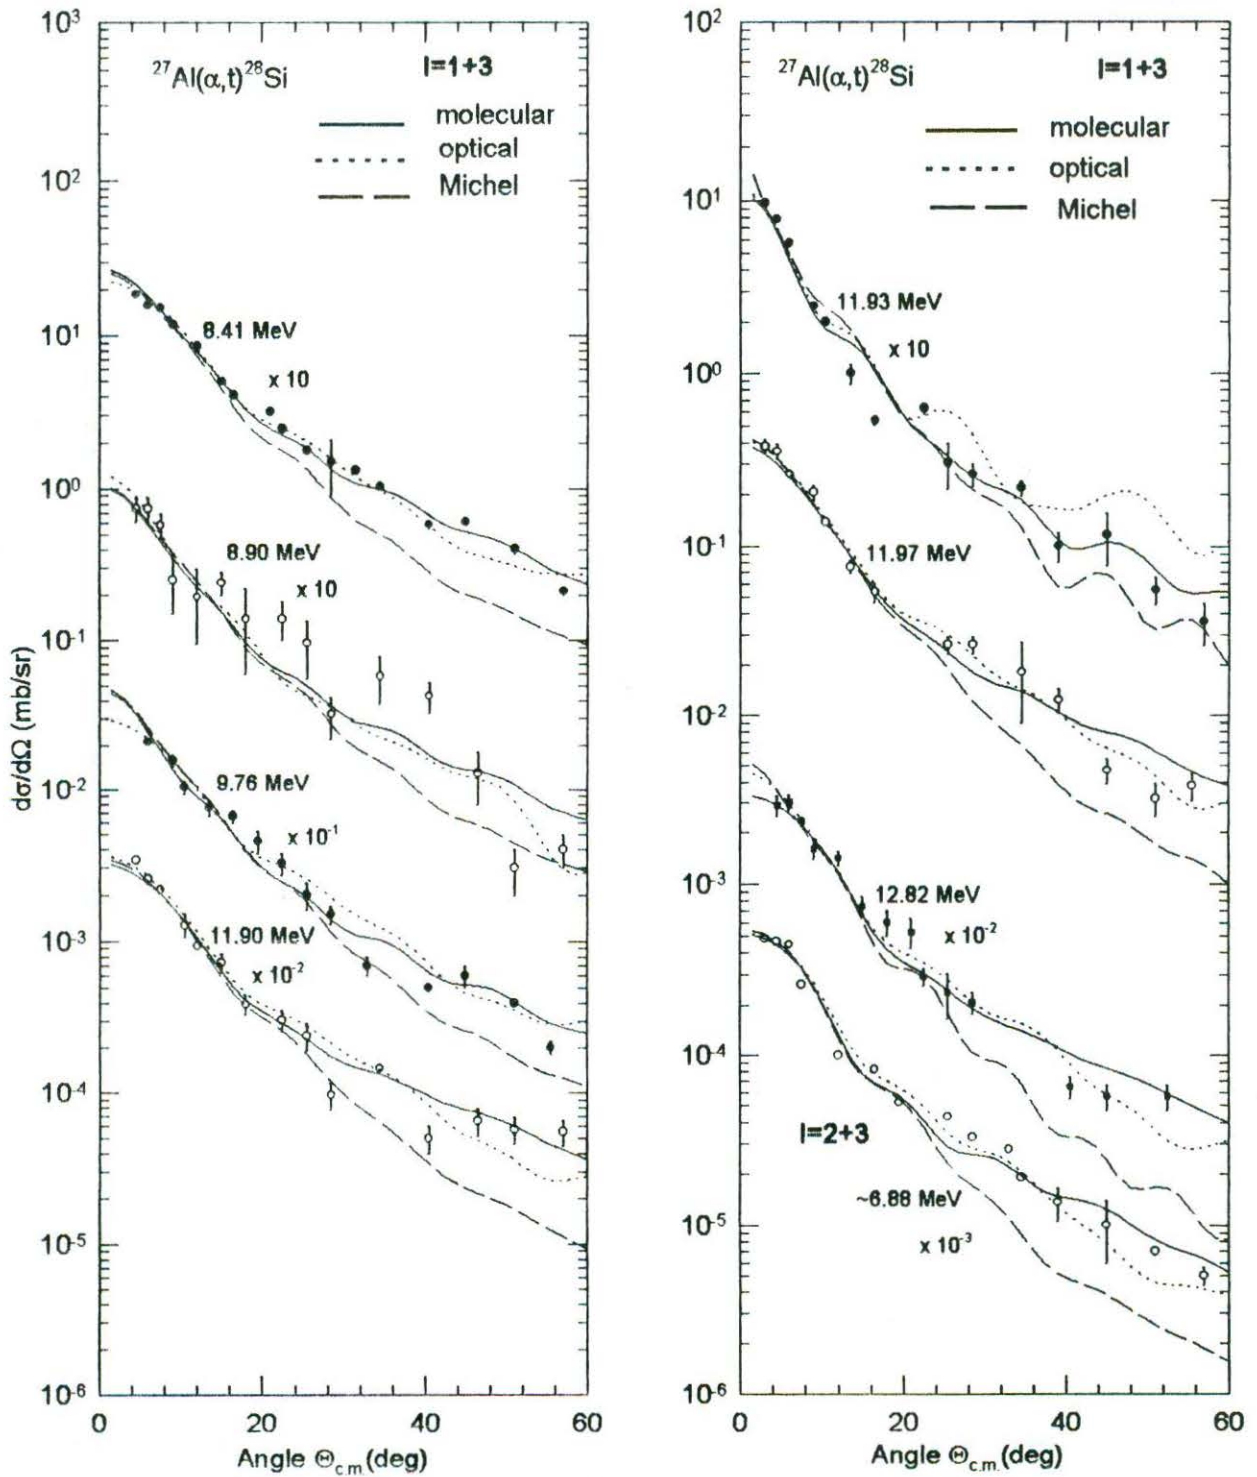 10³
10²
10¹
10⁰
10⁻¹
10⁻²
10⁻³
10⁻⁴
10⁻⁵
10⁻⁶
dσ/dΩ (mb/sr)
²⁷Al(α,t)²⁸Si
l=1+3
molecular
optical
Michel
8.41 MeV
x 10
8.90 MeV
x 10
9.76 MeV
x 10⁻¹
11.90 MeV
x 10⁻²
0 20 40 60
Angle Θc.m.(deg)
10²
10¹
10⁰
10⁻¹
10⁻²
10⁻³
10⁻⁴
10⁻⁵
10⁻⁶
²⁷Al(α,t)²⁸Si
l=1+3
molecular
optical
Michel
11.93 MeV
x 10
11.97 MeV
12.82 MeV
x 10⁻²
l=2+3
~6.88 MeV
x 10⁻³
0 20 40 60
Angle Θc.m.(deg)